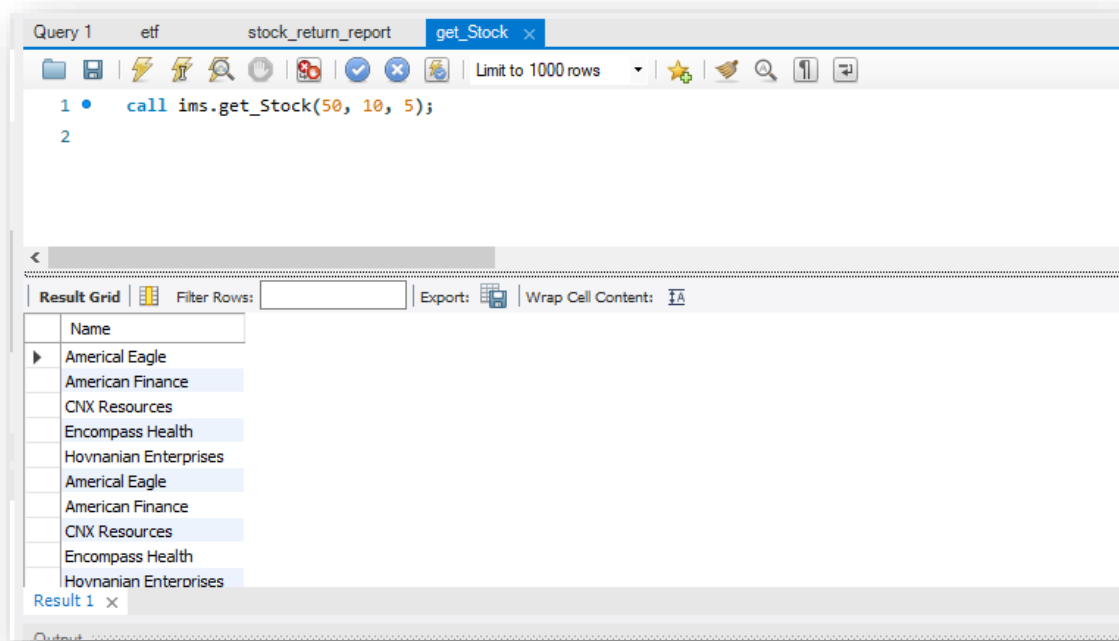 Query 1 etf stock_return_report get_Stock
Limit to 1000 rows
1 call ims.get_Stock(50, 10, 5);
2
Result Grid Filter Rows: Export: Wrap Cell Content:
Name
Americal Eagle
American Finance
CNX Resources
Encompass Health
Hovnanian Enterprises
Americal Eagle
American Finance
CNX Resources
Encompass Health
Hovnanian Enterprises
Result 1
Output